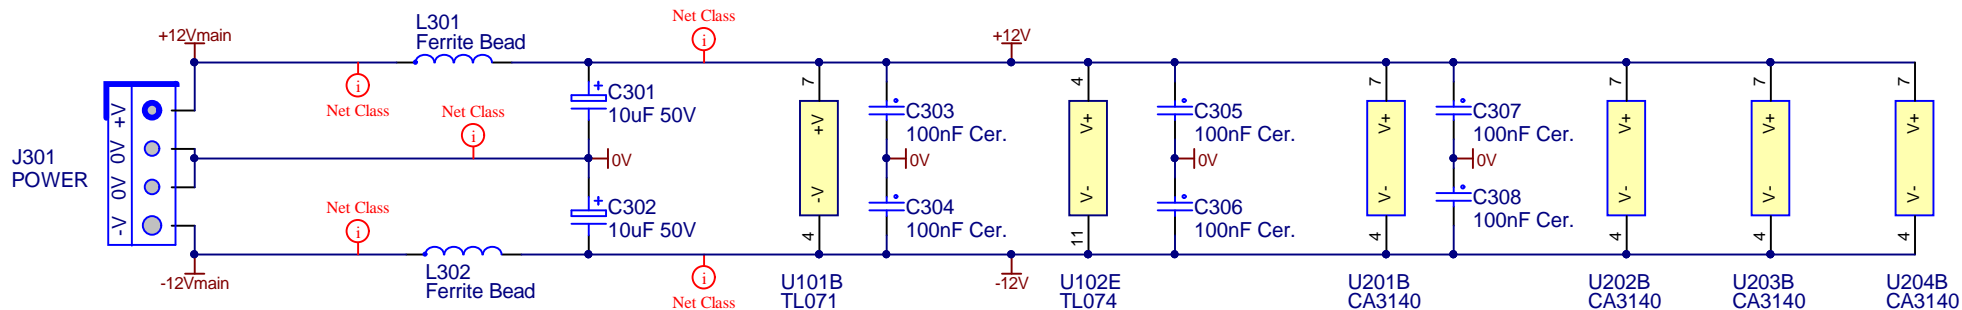 +12Vmain
L301
Ferrite Bead
Net Class
i
+12V
i
Net Class
Net Class
i
J301
POWER
+V
0V
0V
-V
C301
10uF 50V
0V
C302
10uF 50V
Net Class
i
-12Vmain
L302
Ferrite Bead
i
Net Class
7
+V
-V
4
U101B
TL071
C303
100nF Cer.
0V
C304
100nF Cer.
-12V
4
V+
V-
11
U102E
TL074
C305
100nF Cer.
0V
C306
100nF Cer.
7
V+
V-
4
U201B
CA3140
C307
100nF Cer.
0V
C308
100nF Cer.
7
V+
V-
4
U202B
CA3140
7
V+
V-
4
U203B
CA3140
7
V+
V-
4
U204B
CA3140